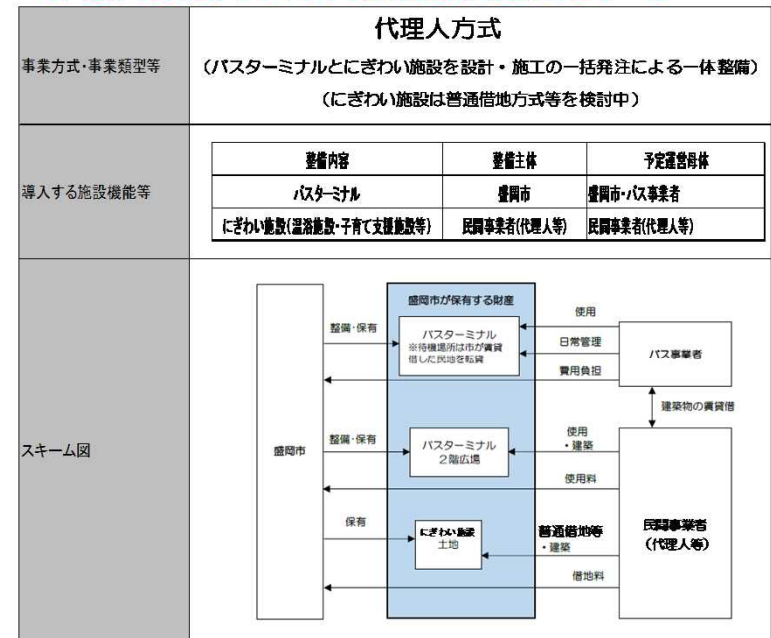 事業方式・事業類型等
代理人方式
(バスターミナルとにぎわい施設を設計・施工の一括発注による一体整備)
(にぎわい施設は普通借地方式等を検討中)
導入する施設機能等
整備内容 整備主体 予定運営母体
バスターミナル 盛岡市 盛岡市・バス事業者
にぎわい施設(温浴施設・子育て支援施設等) 民間事業者(代理人等) 民間事業者(代理人等)
スキーム図
盛岡市が保有する財産
盛岡市
整備・保有
バスターミナル
※待機場所は市が賃貸
借した民地を転貸
使用
日常管理
費用負担
バス事業者
建築物の賃貸借
整備・保有
バスターミナル
2階広場
使用
・建築
使用料
保有
にぎわい施設
土地
普通借地等
・建築
借地料
民間事業者
(代理人等)